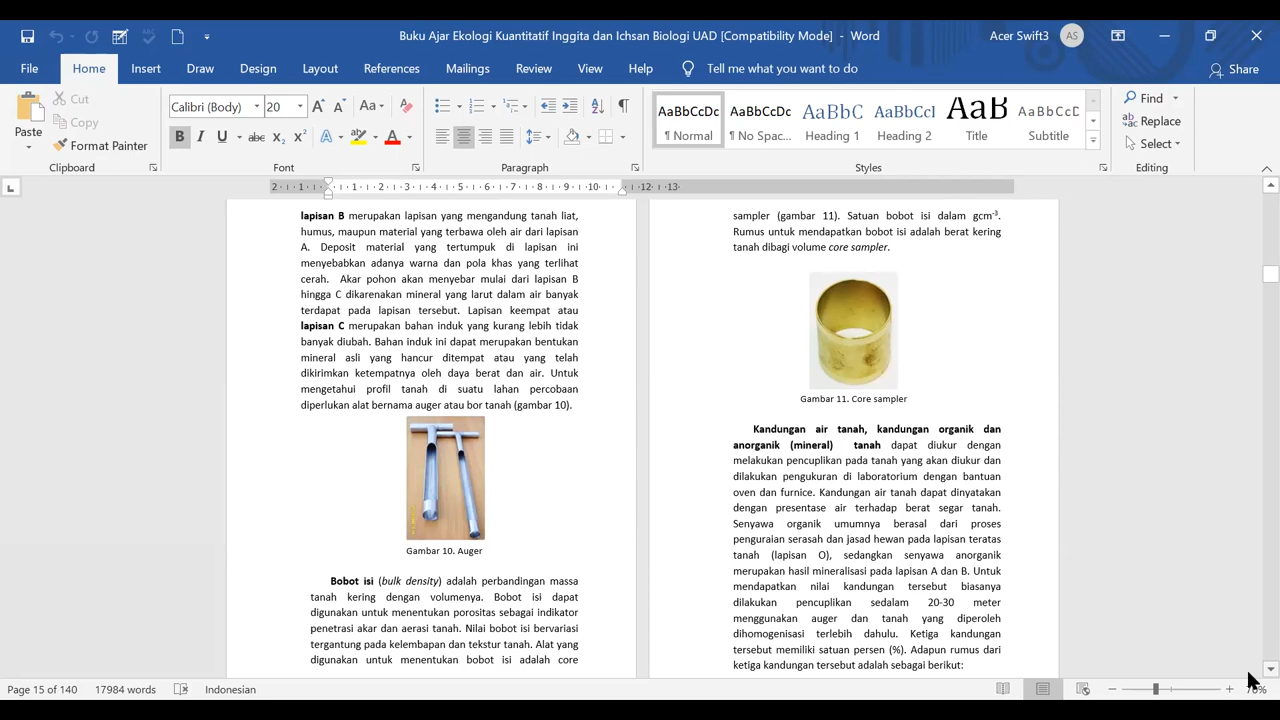 Buku Ajar Ekologi Kuantitatif Inggita dan Ichsan Biologi UAD [Compatibility Mode] - Word
Acer Swift3
AS
File Home Insert Draw Design Layout References Mailings Review View Help Tell me what you want to do
Share
Paste
Cut
Copy
Format Painter
Clipboard
Calibri (Body) 20
Font
Paragraph
AaBbCcDc AaBbCcDc AaBbC AaBbCcI AaB AaBbCcD
¶ Normal ¶ No Spac... Heading 1 Heading 2 Title Subtitle
Styles
Find
Replace
Select
Editing
2 1 1 2 3 4 5 6 7 8 9 10 12 13
lapisan B merupakan lapisan yang mengandung tanah liat,
humus, maupun material yang terbawa oleh air dari lapisan
A. Deposit material yang tertumpuk di lapisan ini
menyebabkan adanya warna dan pola khas yang terlihat
cerah. Akar pohon akan menyebar mulai dari lapisan B
hingga C dikarenakan mineral yang larut dalam air banyak
terdapat pada lapisan tersebut. Lapisan keempat atau
lapisan C merupakan bahan induk yang kurang lebih tidak
banyak diubah. Bahan induk ini dapat merupakan bentukan
mineral asli yang hancur ditempat atau yang telah
dikirimkan ketempatnya oleh daya berat dan air. Untuk
mengetahui profil tanah di suatu lahan percobaan
diperlukan alat bernama auger atau bor tanah (gambar 10).
Gambar 10. Auger
Bobot isi (bulk density) adalah perbandingan massa
tanah kering dengan volumenya. Bobot isi dapat
digunakan untuk menentukan porositas sebagai indikator
penetrasi akar dan aerasi tanah. Nilai bobot isi bervariasi
tergantung pada kelembapan dan tekstur tanah. Alat yang
digunakan untuk menentukan bobot isi adalah core
sampler (gambar 11). Satuan bobot isi dalam gcm⁻³.
Rumus untuk mendapatkan bobot isi adalah berat kering
tanah dibagi volume core sampler.
Gambar 11. Core sampler
Kandungan air tanah, kandungan organik dan
anorganik (mineral) tanah dapat diukur dengan
melakukan pencuplikan pada tanah yang akan diukur dan
dilakukan pengukuran di laboratorium dengan bantuan
oven dan furnice. Kandungan air tanah dapat dinyatakan
dengan presentase air terhadap berat segar tanah.
Senyawa organik umumnya berasal dari proses
penguraian serasah dan jasad hewan pada lapisan teratas
tanah (lapisan O), sedangkan senyawa anorganik
merupakan hasil mineralisasi pada lapisan A dan B. Untuk
mendapatkan nilai kandungan tersebut biasanya
dilakukan pencuplikan sedalam 20-30 meter
menggunakan auger dan tanah yang diperoleh
dihomogenisasi terlebih dahulu. Ketiga kandungan
tersebut memiliki satuan persen (%). Adapun rumus dari
ketiga kandungan tersebut adalah sebagai berikut:
Page 15 of 140 17984 words Indonesian